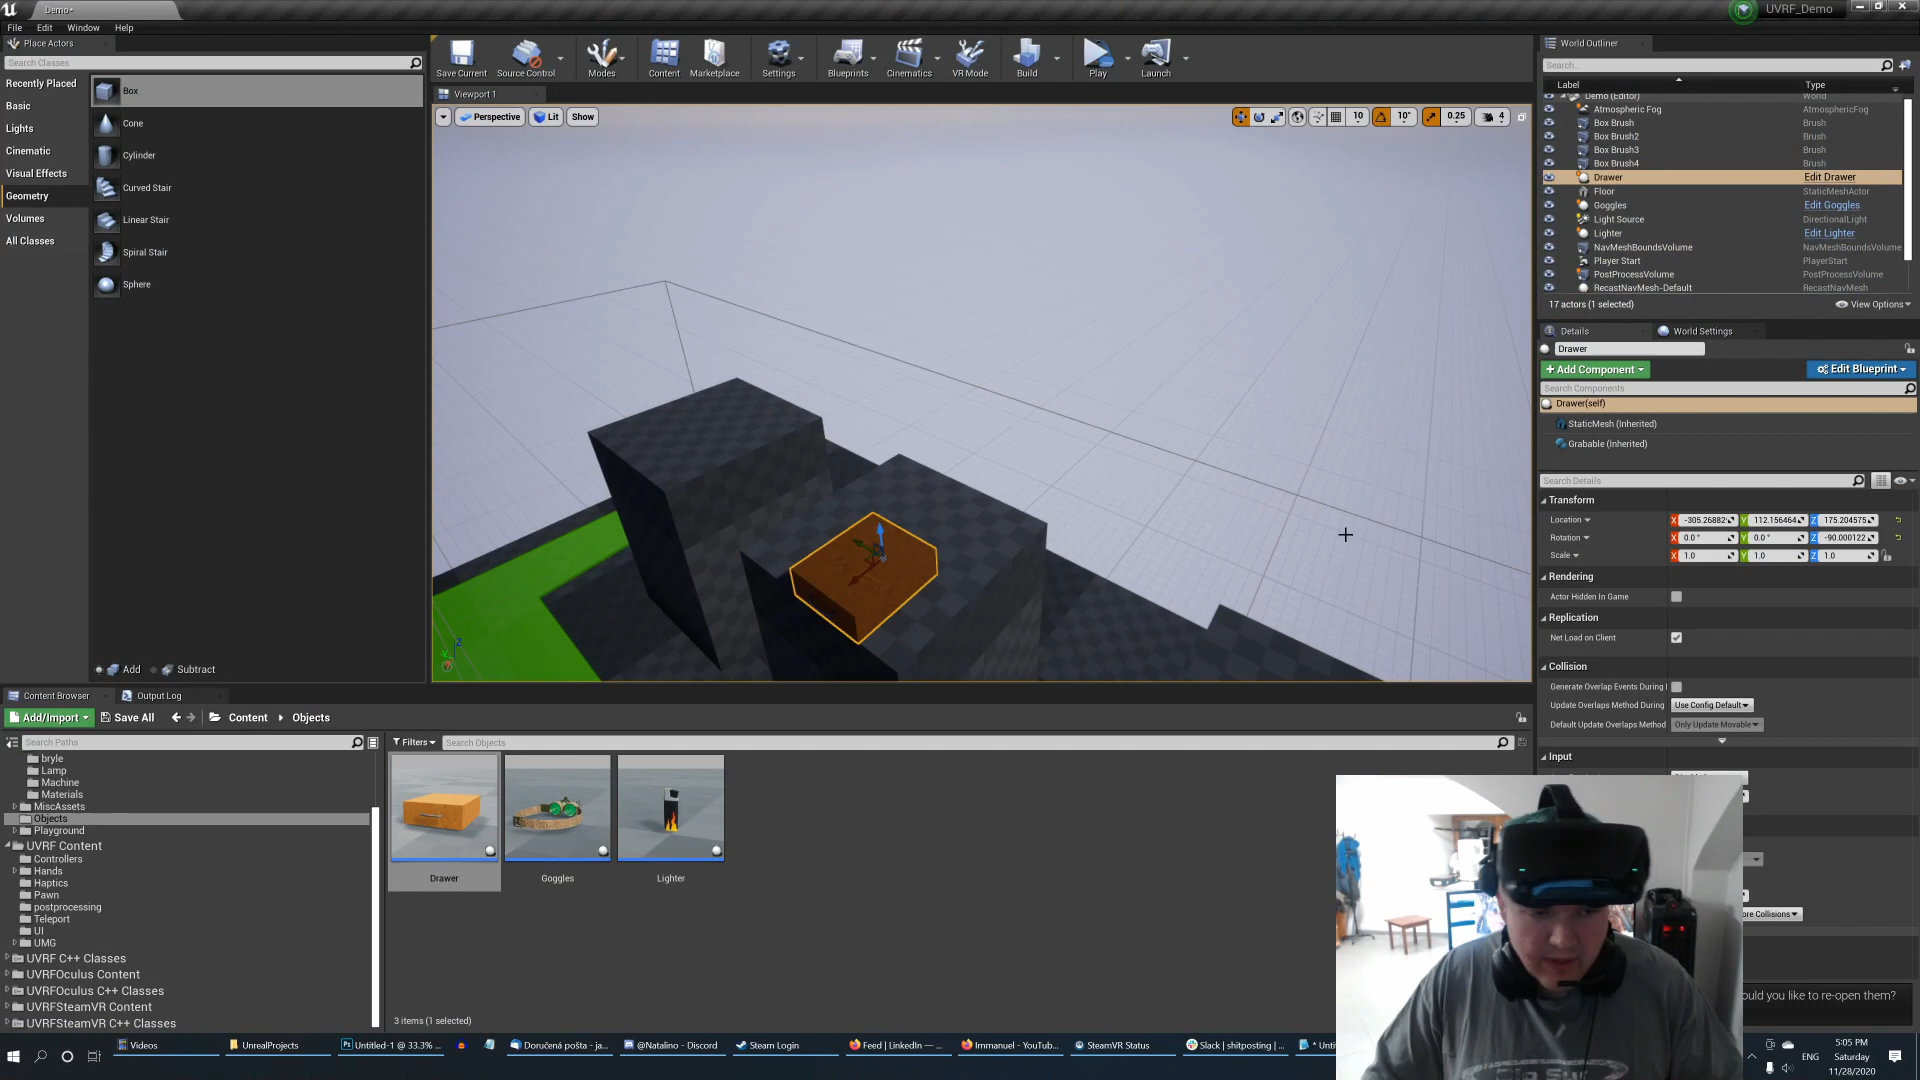 Demo*
UVRF_Demo
File Edit Window Help
Place Actors
Search Classes
Recently Placed
Basic
Lights
Cinematic
Visual Effects
Geometry
Volumes
All Classes
Box
Cone
Cylinder
Curved Stair
Linear Stair
Spiral Stair
Sphere
Add Subtract
Save Current Source Control Modes Content Marketplace Settings Blueprints Cinematics VR Mode Build Play Launch
Viewport 1
Perspective Lit Show
10 10° 0.25 4
World Outliner
Search...
Label Type
Demo (Editor) World
Atmospheric Fog AtmosphericFog
Box Brush Brush
Box Brush2 Brush
Box Brush3 Brush
Box Brush4 Brush
Drawer Edit Drawer
Floor StaticMeshActor
Goggles Edit Goggles
Light Source DirectionalLight
Lighter Edit Lighter
NavMeshBoundsVolume NavMeshBoundsVolume
Player Start PlayerStart
PostProcessVolume PostProcessVolume
RecastNavMesh-Default RecastNavMesh
17 actors (1 selected) View Options
Details World Settings
Drawer
+ Add Component Edit Blueprint
Search Components
Drawer(self)
StaticMesh (Inherited)
Grabable (Inherited)
Search Details
Transform
Location X -305.26882 Y 112.156464 Z 175.204575
Rotation X 0.0° Y 0.0° Z -90.000122
Scale X 1.0 Y 1.0 Z 1.0
Rendering
Actor Hidden In Game
Replication
Net Load on Client
Collision
Generate Overlap Events During
Update Overlaps Method During Use Config Default
Default Update Overlaps Method Only Update Movable
Input
ore Collisions
ould you like to re-open them?
Z
Content Browser Output Log
Add/Import Save All Content Objects
Search Paths
Filters Search Objects
bryle
Lamp
Machine
Materials
MiscAssets
Objects
Playground
UVRF Content
Controllers
Hands
Haptics
Pawn
postprocessing
Teleport
UI
UMG
UVRF C++ Classes
UVRFOculus Content
UVRFOculus C++ Classes
UVRFSteamVR Content
UVRFSteamVR C++ Classes
Drawer Goggles Lighter
3 items (1 selected)
Videos UnrealProjects Untitled-1 @ 33.3% ... Doručená pošta - ja... @Natalino - Discord Steam Login Feed | LinkedIn — ... Immanuel - YouTub... SteamVR Status Slack | shitposting | ... * Unti
ENG
5:05 PM
Saturday
11/28/2020